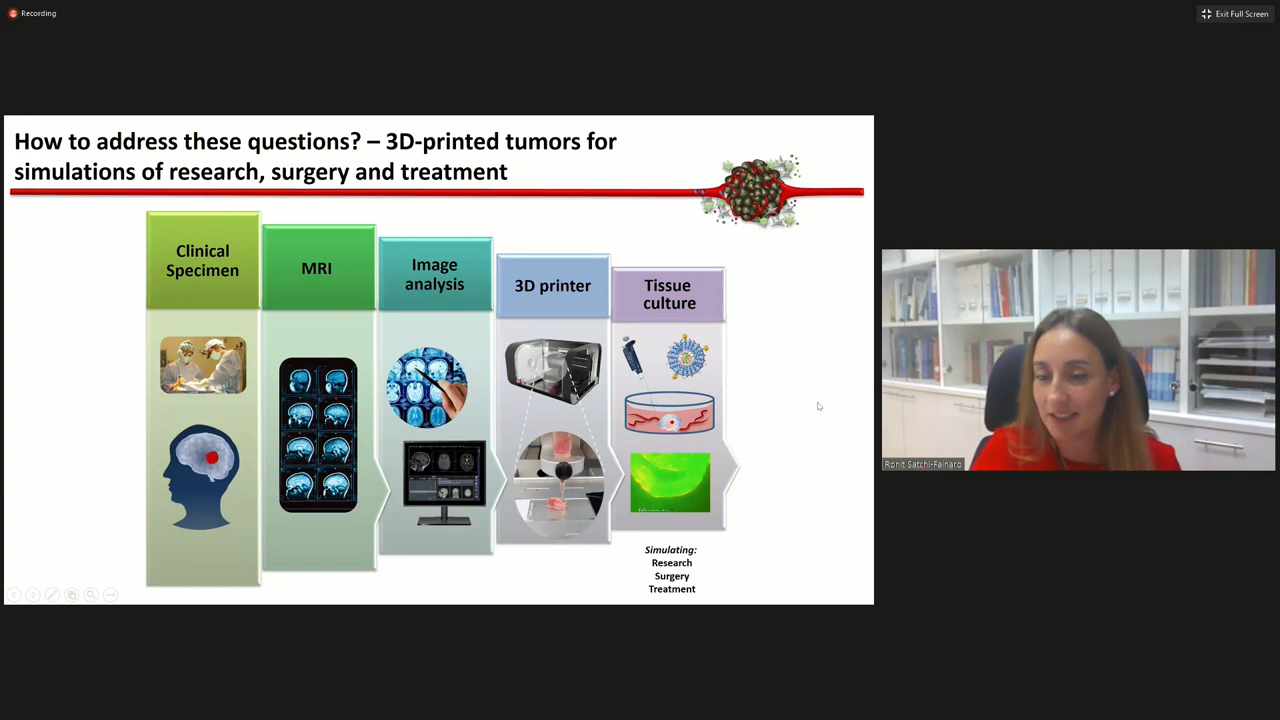 Recording
Exit Full Screen
How to address these questions? – 3D-printed tumors for
simulations of research, surgery and treatment
Clinical
Specimen
MRI
Image
analysis
3D printer
Tissue
culture
Simulating:
Research
Surgery
Treatment
Ronit Satchi-Fainaro